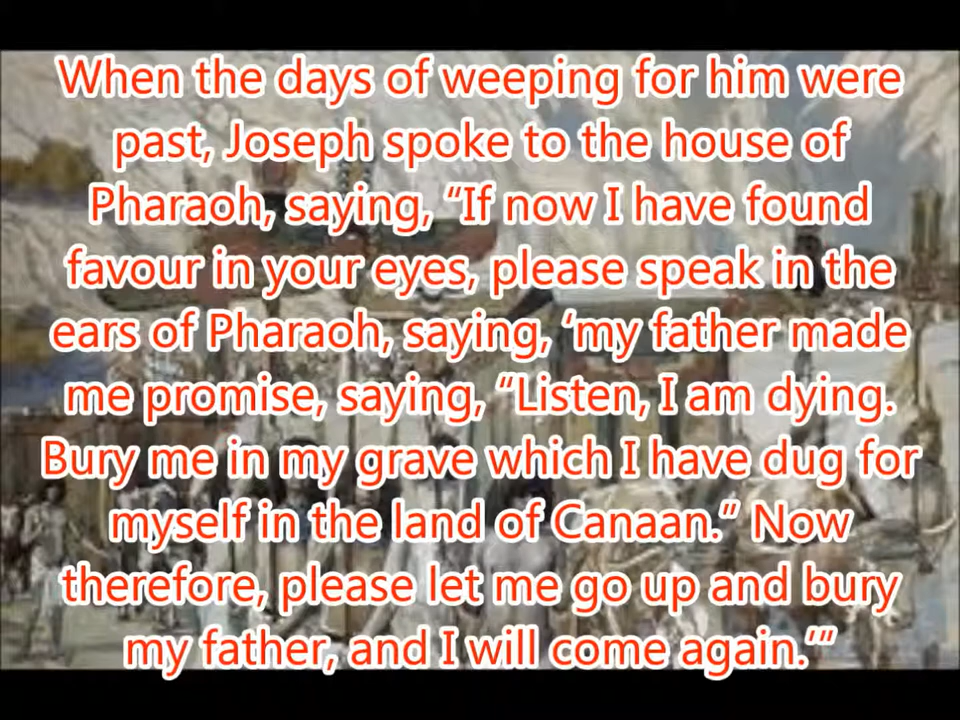 When the days of weeping for him were
past, Joseph spoke to the house of
Pharaoh, saying, “If now I have found
favour in your eyes, please speak in the
ears of Pharaoh, saying, ‘my father made
me promise, saying, “Listen, I am dying.
Bury me in my grave which I have dug for
myself in the land of Canaan.” Now
therefore, please let me go up and bury
my father, and I will come again.’”